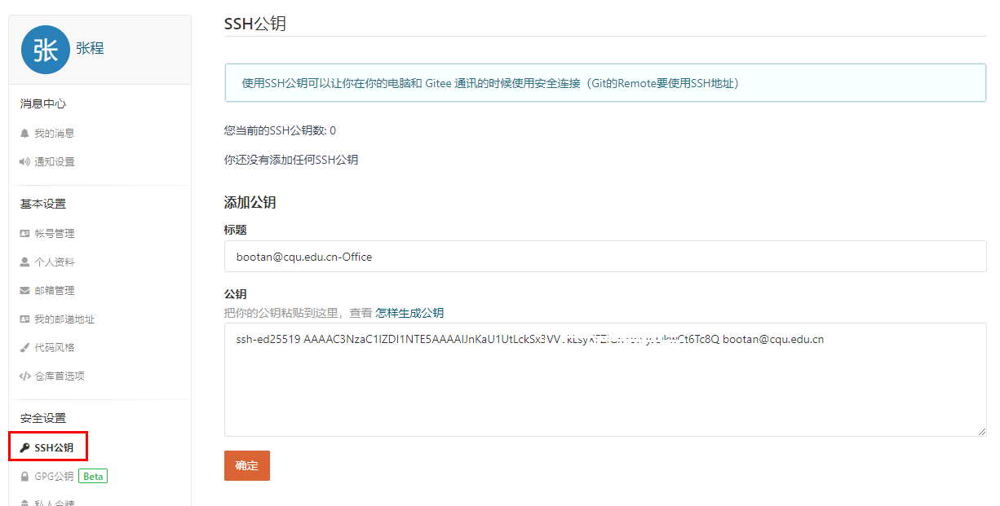 张 张程
消息中心
我的消息
通知设置
基本设置
帐号管理
个人资料
邮箱管理
我的邮递地址
代码风格
仓库首选项
安全设置
SSH公钥
GPG公钥 Beta
私人令牌
SSH公钥
使用SSH公钥可以让你在你的电脑和 Gitee 通讯的时候使用安全连接（Git的Remote要使用SSH地址）
您当前的SSH公钥数: 0
你还没有添加任何SSH公钥
添加公钥
标题
bootan@cqu.edu.cn-Office
公钥
把你的公钥粘贴到这里，查看 怎样生成公钥
ssh-ed25519 bootan@cqu.edu.cn
确定